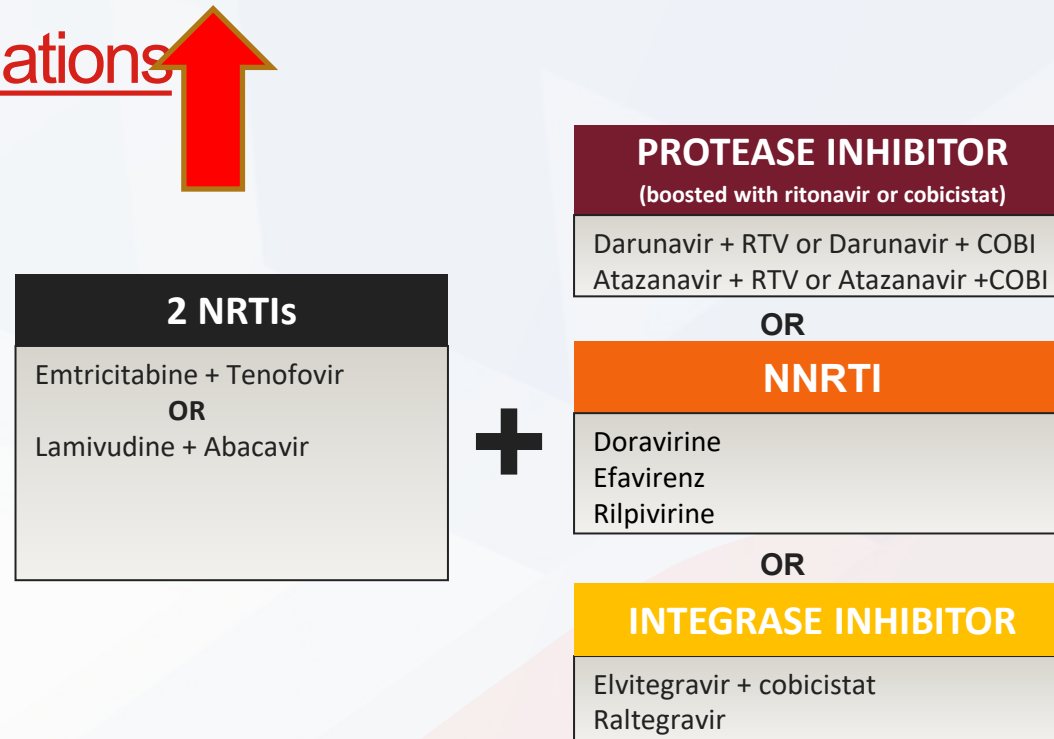 ations
2 NRTIs
Emtricitabine + Tenofovir
OR
Lamivudine + Abacavir
+
PROTEASE INHIBITOR
(boosted with ritonavir or cobicistat)
Darunavir + RTV or Darunavir + COBI
Atazanavir + RTV or Atazanavir +COBI
OR
NNRTI
Doravirine
Efavirenz
Rilpivirine
OR
INTEGRASE INHIBITOR
Elvitegravir + cobicistat
Raltegravir